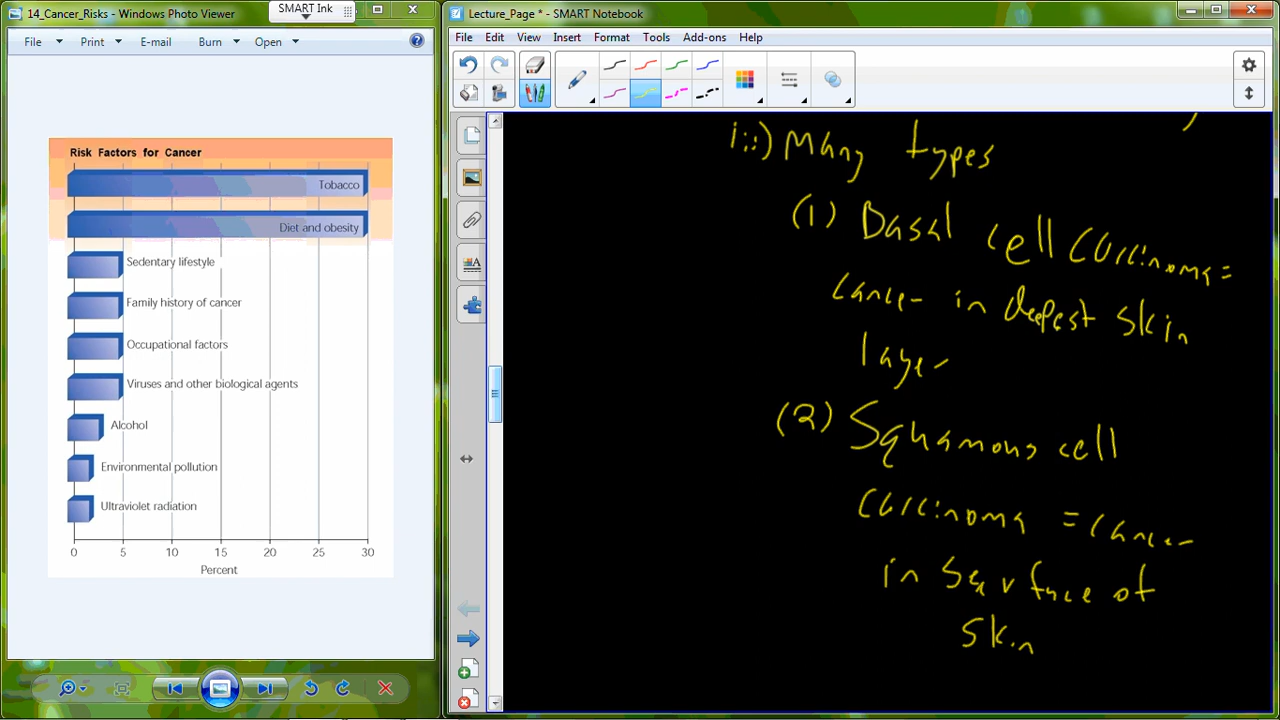 14_Cancer_Risks - Windows Photo Viewer
SMART Ink
File Print E-mail Burn Open
Risk Factors for Cancer
Tobacco
Diet and obesity
Sedentary lifestyle
Family history of cancer
Occupational factors
Viruses and other biological agents
Alcohol
Environmental pollution
Ultraviolet radiation
0 5 10 15 20 25 30
Percent
Lecture_Page * - SMART Notebook
File Edit View Insert Format Tools Add-ons Help
iii) Many types
(1) Basal cell Carcinoma =
cancer in deepest skin
layer
(2) Squamous cell
Carcinoma = cancer
in surface of
skin